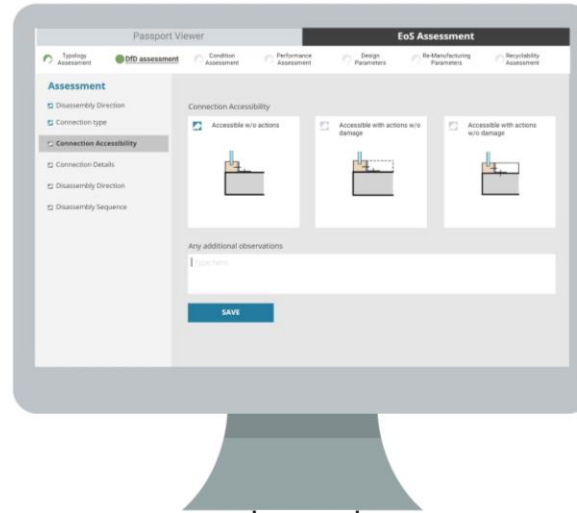 Passport Viewer
EoS Assessment
Typology
Assessment
DfD assessment
Condition
Assessment
Performance
Assessment
Design
Parameters
Re-Manufacturing
Parameters
Recyclability
Assessment
Assessment
Disassembly Direction
Connection type
Connection Accessibility
Connection Details
Disassembly Direction
Disassembly Sequence
Connection Accessibility
Accessible w/o actions
Accessible with actions w/o
damage
Accessible with actions
w/o damage
Any additional observations
Type here
SAVE